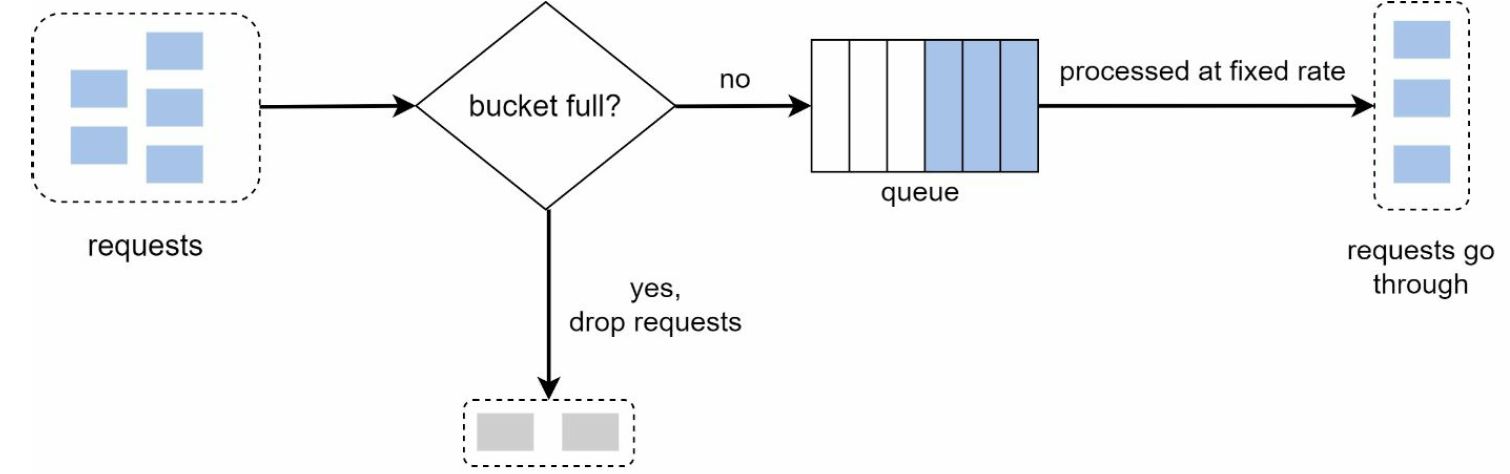 requests
bucket full?
no
yes,
drop requests
queue
processed at fixed rate
requests go
through